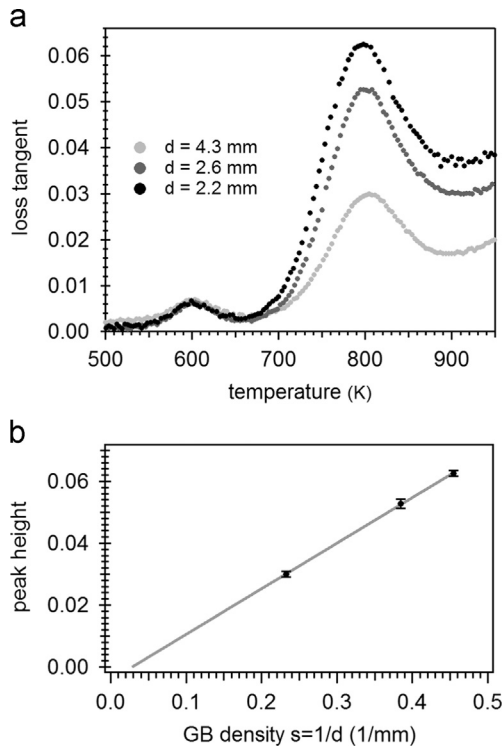 a
0.06
0.05
0.04
0.03
0.02
0.01
0.00
loss tangent
d = 4.3 mm
d = 2.6 mm
d = 2.2 mm
500
600
700
800
900
temperature (K)
b
0.06
0.04
0.02
0.00
peak height
0.0
0.1
0.2
0.3
0.4
0.5
GB density s=1/d (1/mm)